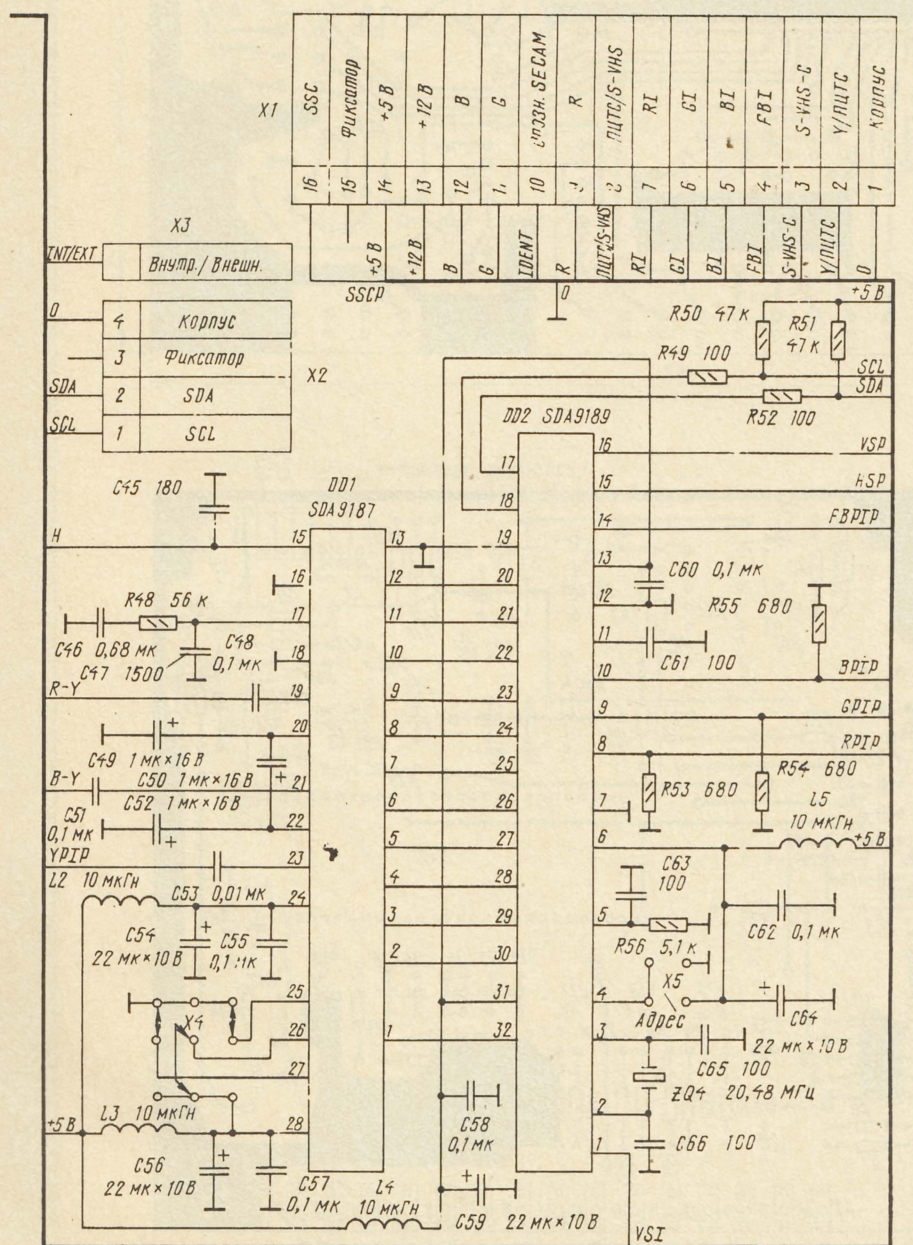 X1
SSC
Фиксатор
+5 В
+12 В
B
G
SECAM
R
ПЦТС/S-VHS
RI
GI
BI
FBI
S-VHS-C
Y/ПЦТС
Корпус
16
15
14
13
12
10
7
6
5
4
3
2
1
SSCP
+5 В
+12 В
B
G
IDENT
R
ПЦТС/S-VHS
RI
GI
BI
FBI
S-VHS-C
Y/ПЦТС
0
0
X3
INT/EXT
Внутр./Внешн.
0
4 Корпус
3 Фиксатор
X2
SDA
2 SDA
SCL
1 SCL
+5 В
R50 47 к
R51
47 к
R49 100
SCL
SDA
R52 100
DD2 SDA9189
16 VSP
17
15 HSP
18
14 FBPIP
C45 180
DD1
SDA9187
H
15
13
19
13
16
12
20
C60 0,1 мк
12
R48 56 к
17
11
21
R55 680
C46 0,68 мк
C48
0,1 мк
C47 1500
18
10
22
11
C61 100
10 BPIP
R-Y
19
9
23
9 GPIP
20
8
24
8 RPIP
C49 1 мк×16 В
7
25
R53 680
R54 680
B-Y
C50 1 мк×16 В
21
6
26
7
L5
10 мкГн
C51
0,1 мк
C52 1 мк×16 В
22
5
27
6
+5 В
YPIP
23
4
28
C63
100
L2 10 мкГн
C53 0,01 мк
24
3
29
5
R56 5,1 к
C62 0,1 мк
C54
22 мк×10 В
C55
0,1 мк
2
30
25
31
4
X5
Адрес
C64
22 мк×10 В
X4
26
1
32
3
C65 100
27
ZQ4 20,48 МГц
L3 10 мкГн
+5 В
28
C58
0,1 мк
2
1
C66 100
C56
22 мк×10 В
C57
0,1 мк
L4
10 мкГн
C59 22 мк×10 В
VSI